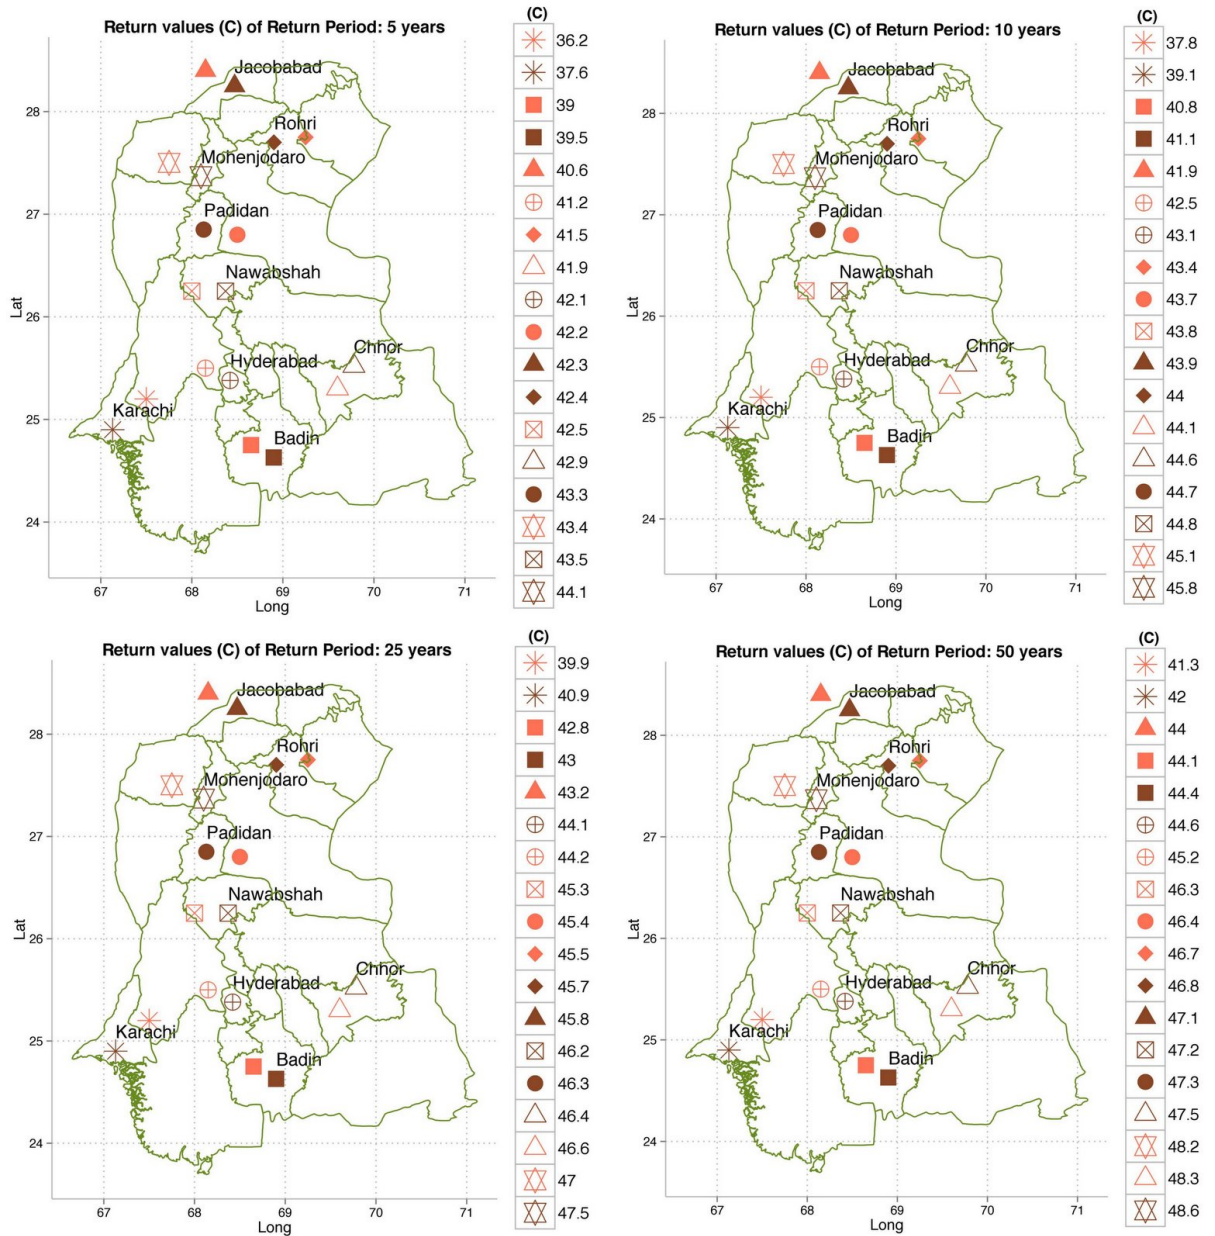 Return values (C) of Return Period: 5 years
(C)
36.2
37.6
39
39.5
40.6
41.2
41.5
41.9
42.1
42.2
42.3
42.4
42.5
42.9
43.3
43.4
43.5
44.1
Jacobabad
Rohri
Mohenjodaro
Padidan
Nawabshah
Hyderabad
Chhor
Karachi
Badin
28
27
26
25
24
Lat
67
68
69
70
71
Long
Return values (C) of Return Period: 10 years
(C)
37.8
39.1
40.8
41.1
41.9
42.5
43.1
43.4
43.7
43.8
43.9
44
44.1
44.6
44.7
44.8
45.1
45.8
Jacobabad
Rohri
Mohenjodaro
Padidan
Nawabshah
Hyderabad
Chhor
Karachi
Badin
28
27
26
25
24
Lat
67
68
69
70
71
Long
Return values (C) of Return Period: 25 years
(C)
39.9
40.9
42.8
43
43.2
44.1
44.2
45.3
45.4
45.5
45.7
45.8
46.2
46.3
46.4
46.6
47
47.5
Jacobabad
Rohri
Mohenjodaro
Padidan
Nawabshah
Hyderabad
Chhor
Karachi
Badin
28
27
26
25
24
Lat
67
68
69
70
71
Long
Return values (C) of Return Period: 50 years
(C)
41.3
42
44
44.1
44.4
44.6
45.2
46.3
46.4
46.7
46.8
47.1
47.2
47.3
47.5
48.2
48.3
48.6
Jacobabad
Rohri
Mohenjodaro
Padidan
Nawabshah
Hyderabad
Chhor
Karachi
Badin
28
27
26
25
24
Lat
67
68
69
70
71
Long